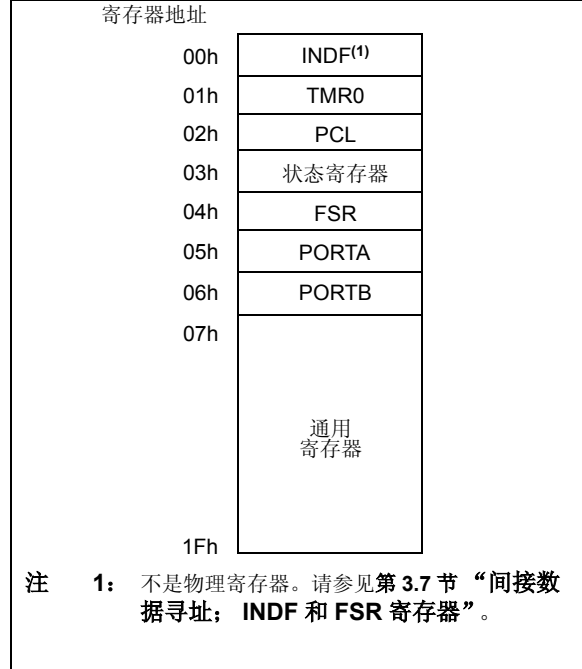 寄存器地址
00h INDF(1)
01h TMR0
02h PCL
03h 状态寄存器
04h FSR
05h PORTA
06h PORTB
07h
通用
寄存器
1Fh
注 1： 不是物理寄存器。请参见第 3.7 节 “间接数
据寻址； INDF 和 FSR 寄存器”。